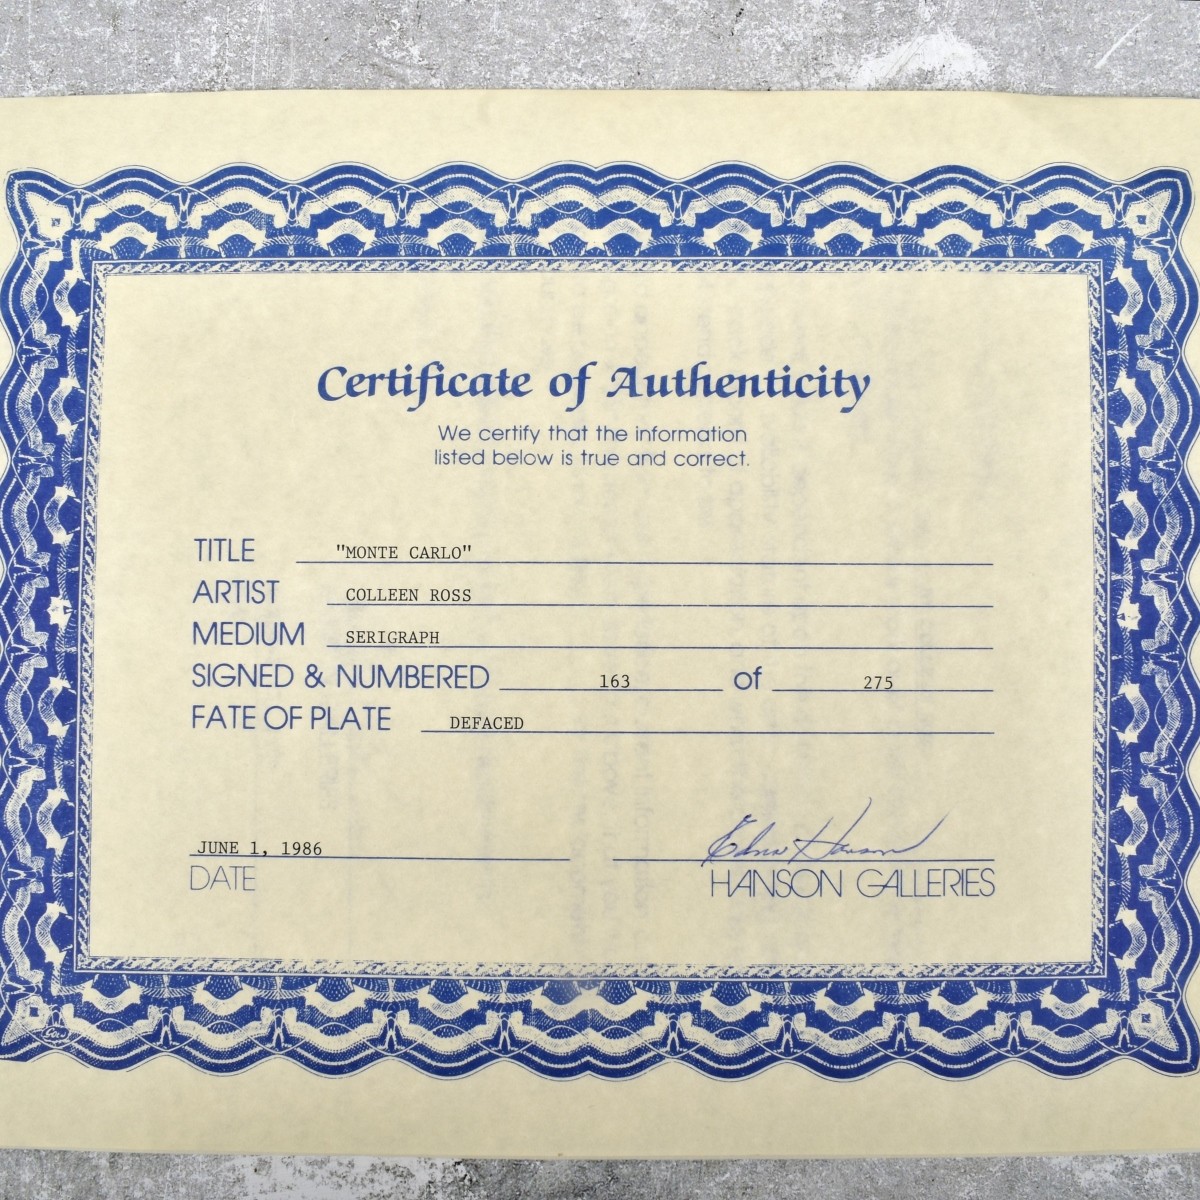 Certificate of Authenticity
We certify that the information
listed below is true and correct.
TITLE "MONTE CARLO"
ARTIST COLLEEN ROSS
MEDIUM SERIGRAPH
SIGNED & NUMBERED 163 of 275
FATE OF PLATE DEFACED
JUNE 1, 1986
DATE
Hanson
HANSON GALLERIES